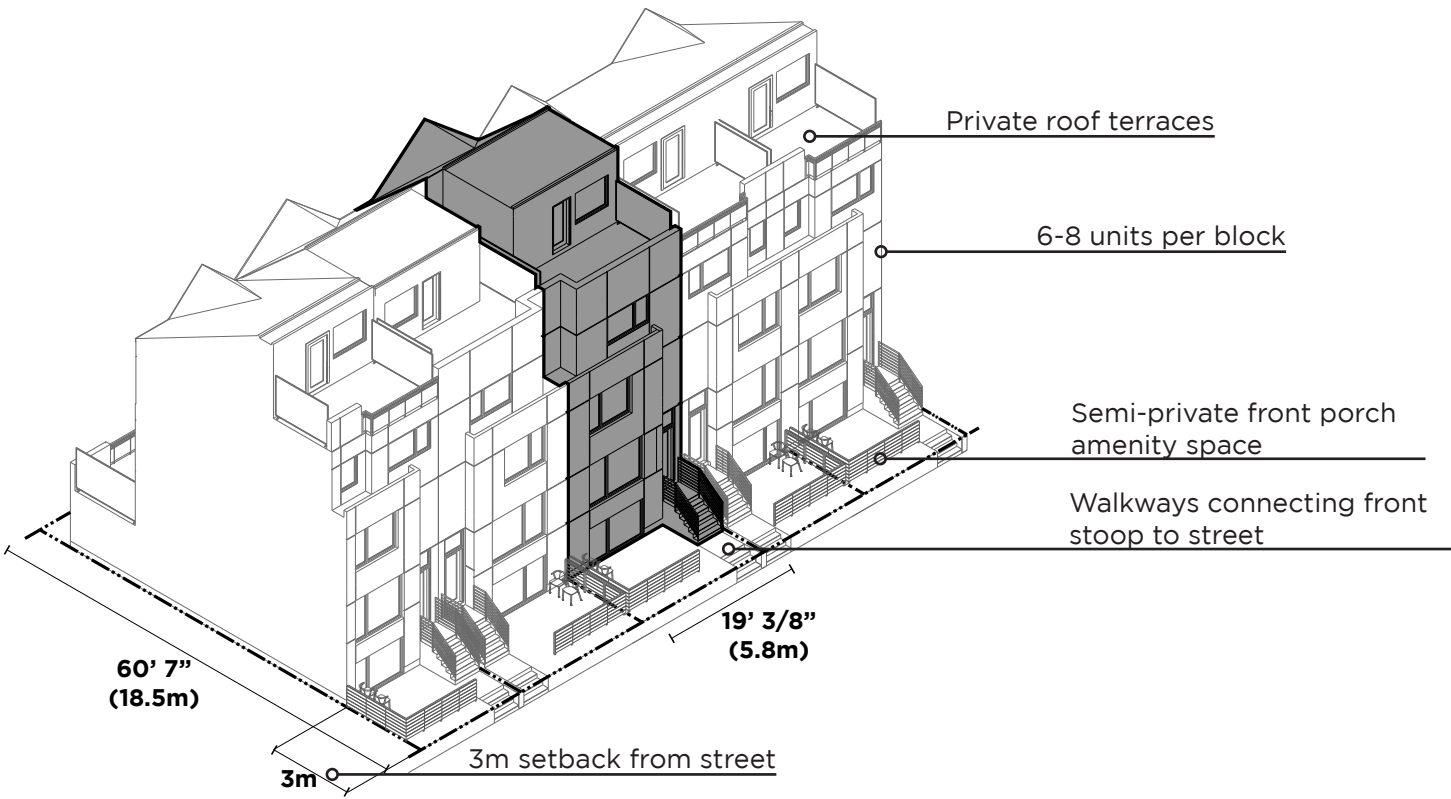 Private roof terraces
6-8 units per block
Semi-private front porch
amenity space
Walkways connecting front
stoop to street
19’ 3/8”
(5.8m)
60’ 7”
(18.5m)
3m setback from street
3m